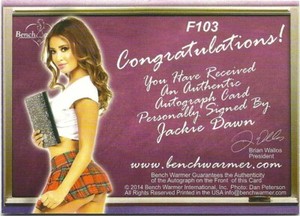 Bench
F103
Congratulations!
You Have Received
An Authentic
Autograph Card
Personally Signed By
Jackie Dawn
Brian Wallos
President
www.benchwarmer.com
Bench Warmer Guarantees the Authenticity
of the Autograph on the Front of this Card
© 2014 Bench Warmer International, Inc. Photo: Dan Peterson
All Rights Reserved Printed in the USA info@benchwarmer.com